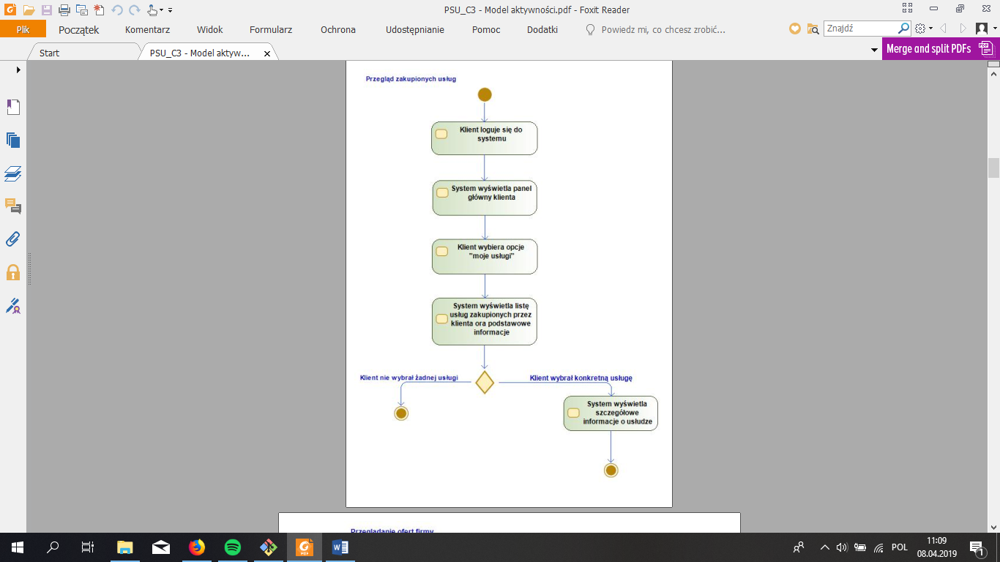 PSU_C3 - Model aktywności.pdf - Foxit Reader
Plik Początek Komentarz Widok Formularz Ochrona Udostępnianie Pomoc Dodatki Powiedz mi, co chcesz zrobić... Znajdź
Start PSU_C3 - Model aktyw... Merge and split PDFs
Przegląd zakupionych usług
Klient loguje się do
systemu
System wyświetla panel
główny klienta
Klient wybiera opcje
"moje usługi"
System wyświetla listę
usług zakupionych przez
klienta ora podstawowe
informacje
Klient nie wybrał żadnej usługi
Klient wybrał konkretną usługę
System wyświetla
szczegółowe
informacje o usłudze
Przeglądanie ofert firmy
POL
11:09
08.04.2019
1